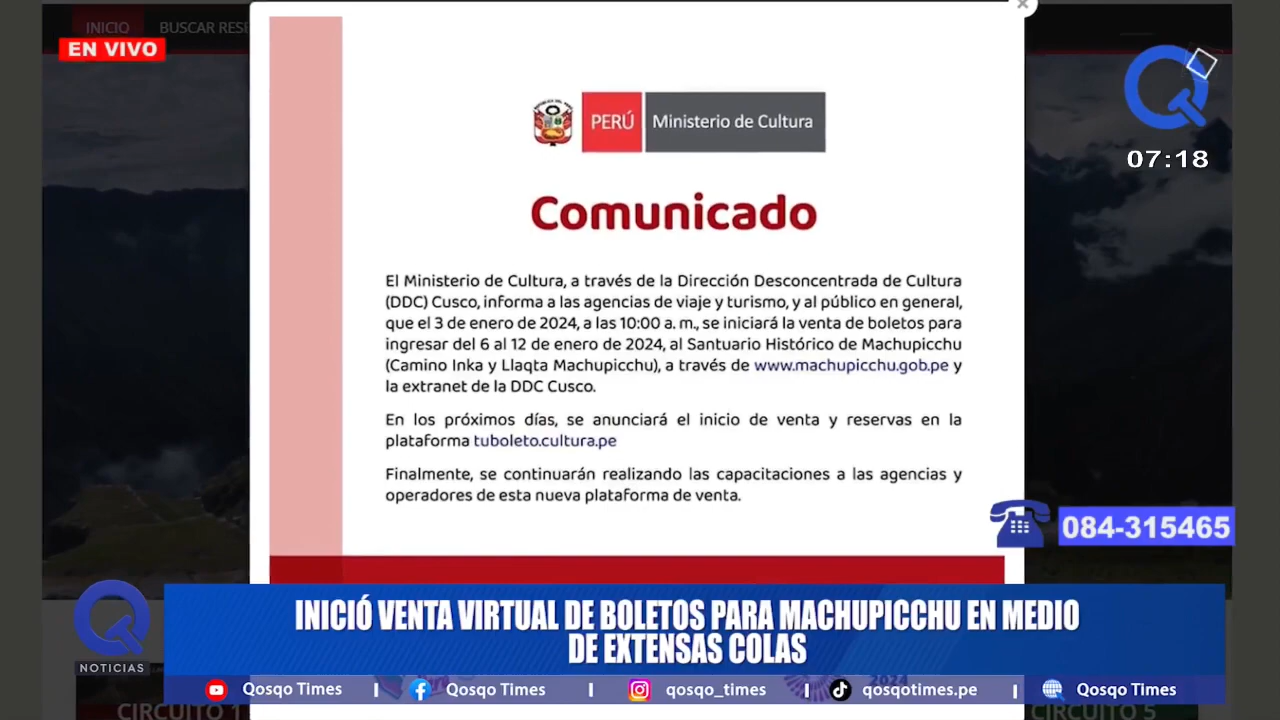 INICIO BUSCAR RESE
EN VIVO
07:18
PERÚ Ministerio de Cultura
Comunicado
El Ministerio de Cultura, a través de la Dirección Desconcentrada de Cultura
(DDC) Cusco, informa a las agencias de viaje y turismo, y al público en general,
que el 3 de enero de 2024, a las 10:00 a. m., se iniciará la venta de boletos para
ingresar del 6 al 12 de enero de 2024, al Santuario Histórico de Machupicchu
(Camino Inka y Llaqta Machupicchu), a través de www.machupicchu.gob.pe y
la extranet de la DDC Cusco.
En los próximos días, se anunciará el inicio de venta y reservas en la
plataforma tuboleto.cultura.pe
Finalmente, se continuarán realizando las capacitaciones a las agencias y
operadores de esta nueva plataforma de venta.
084-315465
INICIÓ VENTA VIRTUAL DE BOLETOS PARA MACHUPICCHU EN MEDIO
DE EXTENSAS COLAS
NOTICIAS
Qosqo Times | Qosqo Times | qosqo_times | qosqotimes.pe | Qosqo Times
2024
CIRCUITO 1 CIRCUITO 5